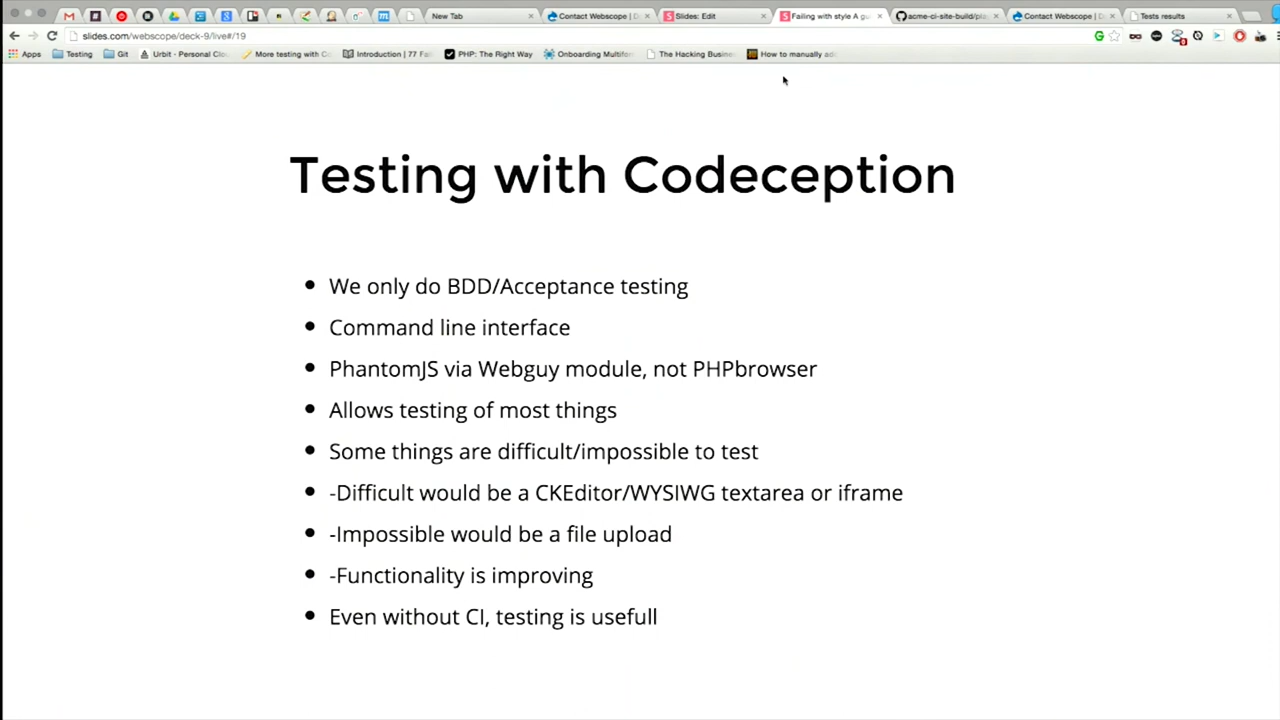 New Tab
Contact Webscope | D
Slides: Edit
Failing with style A gu
acme-ci-site-build/pla
Contact Webscope | D
Tests results
slides.com/webscope/deck-9/live#/19
Apps
Testing
Git
Urbit - Personal Clou
More testing with Co
Introduction | 77 Fa
PHP: The Right Way
Onboarding Multifor
The Hacking Busine
How to manually ad
Testing with Codeception
We only do BDD/Acceptance testing
Command line interface
PhantomJS via Webguy module, not PHPbrowser
Allows testing of most things
Some things are difficult/impossible to test
-Difficult would be a CKEditor/WYSIWG textarea or iframe
-Impossible would be a file upload
-Functionality is improving
Even without CI, testing is usefull